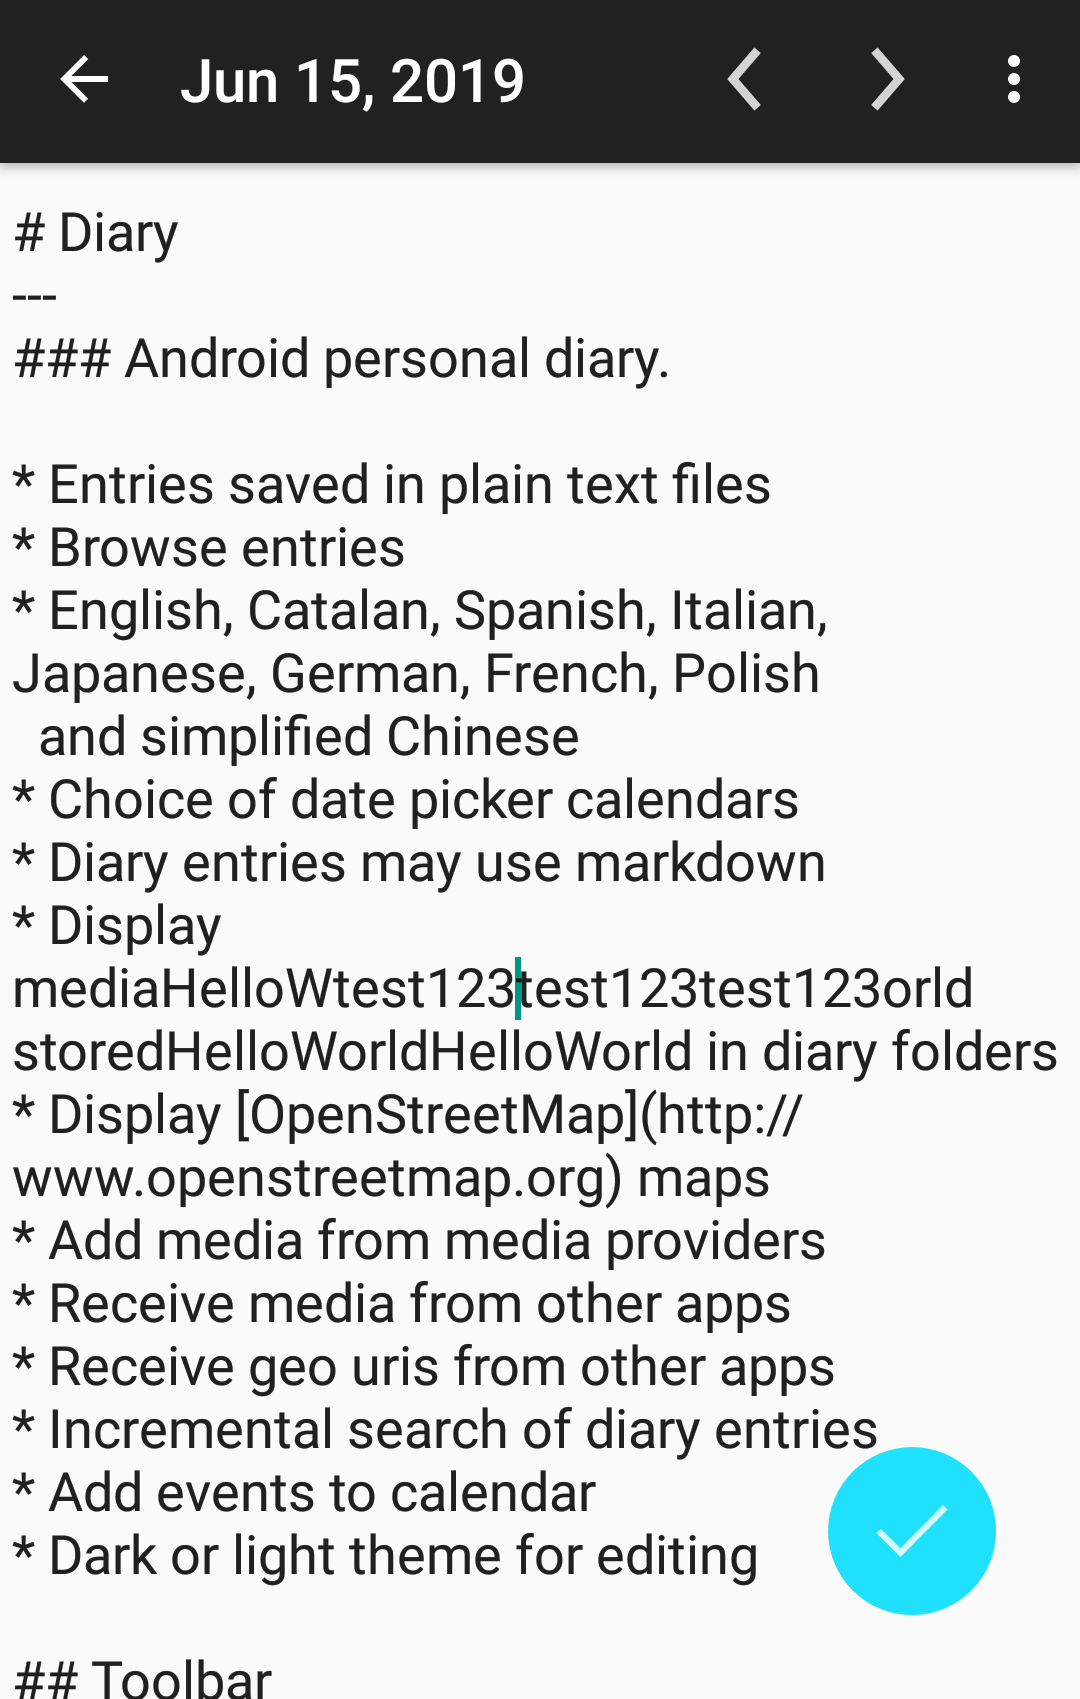 Jun 15, 2019
# Diary
---
### Android personal diary.
* Entries saved in plain text files
* Browse entries
* English, Catalan, Spanish, Italian,
Japanese, German, French, Polish
and simplified Chinese
* Choice of date picker calendars
* Diary entries may use markdown
* Display
mediaHelloWtest123test123test123orld
storedHelloWorldHelloWorld in diary folders
* Display [OpenStreetMap](http://
www.openstreetmap.org) maps
* Add media from media providers
* Receive media from other apps
* Receive geo uris from other apps
* Incremental search of diary entries
* Add events to calendar
* Dark or light theme for editing
## Toolbar